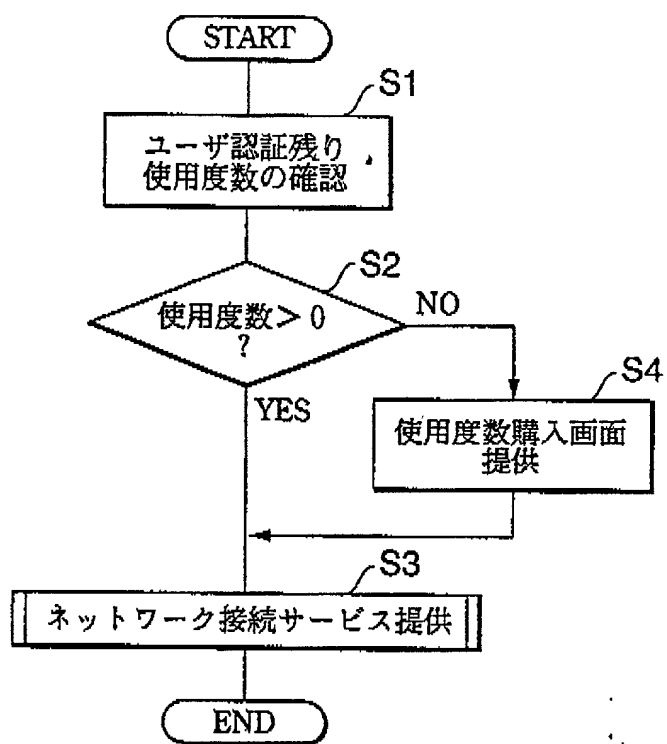 START
S1
ユーザ認証残り
使用度数の確認
S2
使用度数＞0
?
NO
YES
S4
使用度数購入画面
提供
S3
ネットワーク接続サービス提供
END